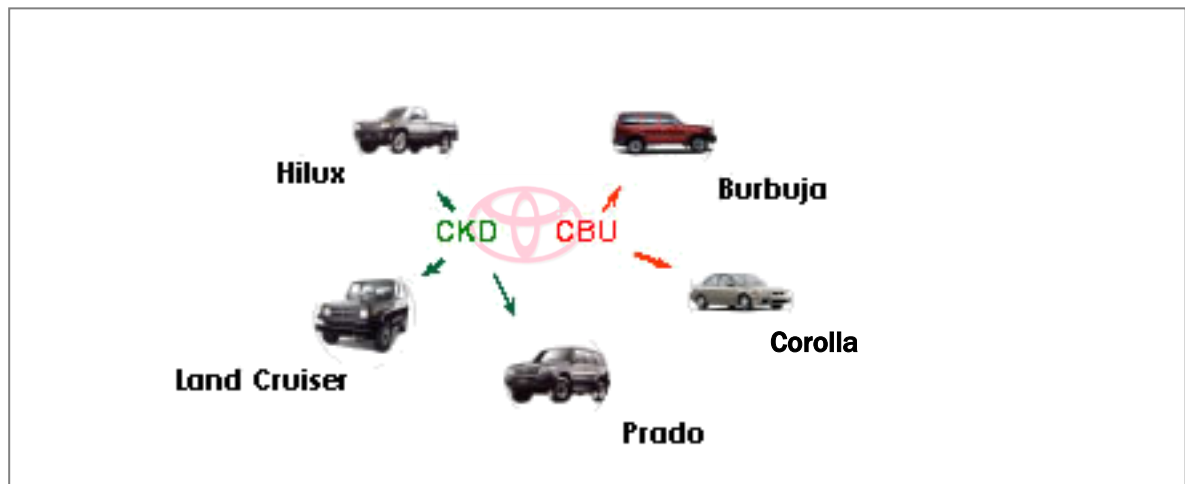 Hilux
Burbuja
CKD
CBU
Corolla
Land Cruiser
Prado